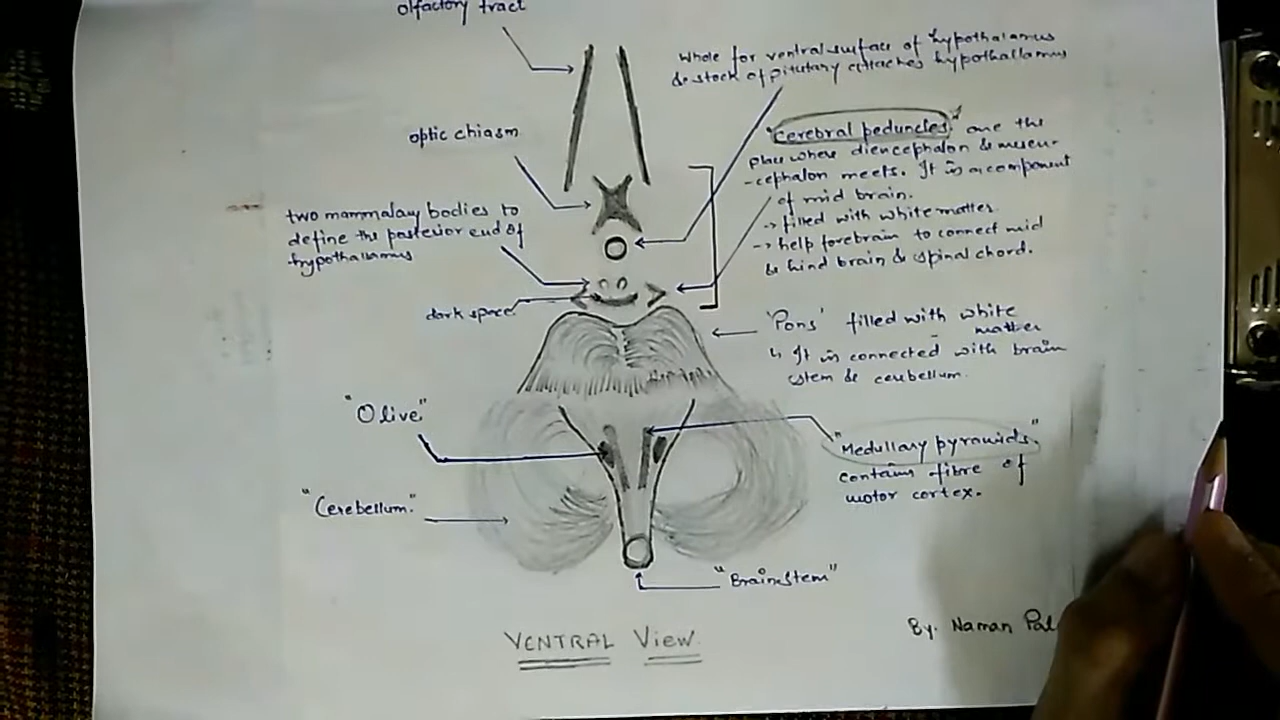 olfactory tract
Whole for ventral surface of hypothalamus
& stock of pitutary attaches hypothallamus
optic chiasm
"Cerebral peduncles" are the
place where diencephalon & mesen-
-cephalon meets. It is a component
of mid brain.
-> filled with white matter.
-> help forebrain to connect mid
& hind brain & spinal chord.
two mammalary bodies to
define the posterior end of
hypothallamus
dark space
'Pons' filled with white
matter
↳ It is connected with brain
stem & cerebellum.
"Olive"
"Medullary pyramids"
contains fibre of
motor cortex.
"Cerebellum"
"Brainstem"
VENTRAL View.
By. Naman Pal